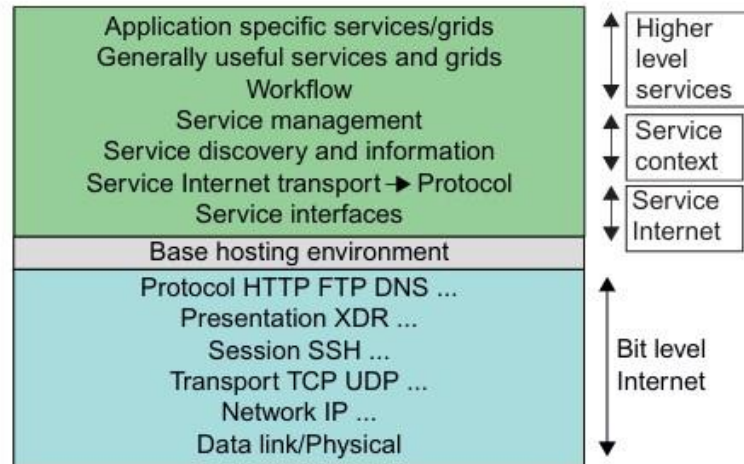 Application specific services/grids
Generally useful services and grids
Workflow
Service management
Service discovery and information
Service Internet transport → Protocol
Service interfaces
Base hosting environment
Protocol HTTP FTP DNS ...
Presentation XDR ...
Session SSH ...
Transport TCP UDP ...
Network IP ...
Data link/Physical
Higher
level
services
Service
context
Service
Internet
Bit level
Internet